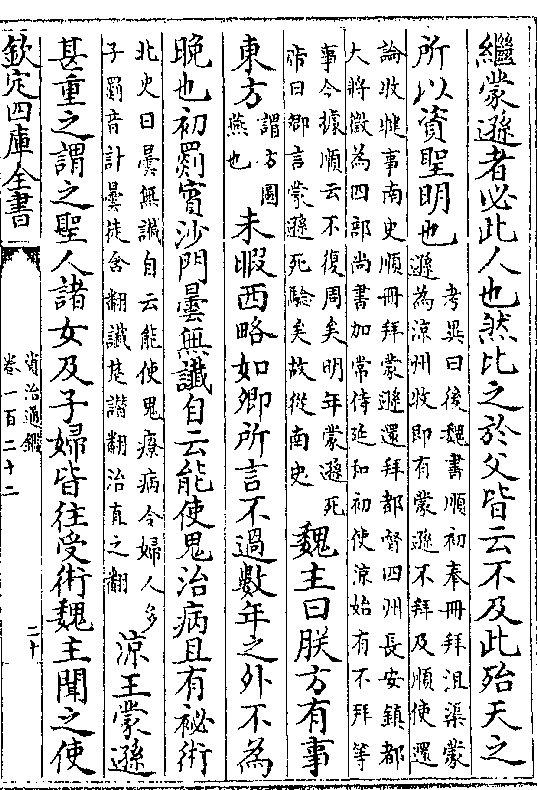 繼蒙遜者必此人也然比之於父皆云不及此殆天之
所以資聖明也
考異曰後魏書順初奉冊拜沮渠蒙
遜為涼州牧即有蒙遜不拜及順使還
論牧犍事南史順冊拜蒙遜還拜都督四州長安鎮都
大將徵為四部尚書加常侍延和初使涼始有不拜等
事今據順云不復周矣明年蒙遜死
帝曰卿言蒙遜死驗矣故從南史
魏主曰朕方有事
東方
謂方圖
燕也
未暇西略如卿所言不過數年之外不為
晚也初罽賓沙門曇無讖自云能使鬼治病且有祕術
北史曰曇無讖自云能使鬼療病令婦人多
子罽音計曇徒含翻讖楚譖翻治直之翻
涼王蒙遜
甚重之謂之聖人諸女及子婦皆往受術魏主聞之使
欽定四庫全書
資治通鑑
卷一百二十二
二十